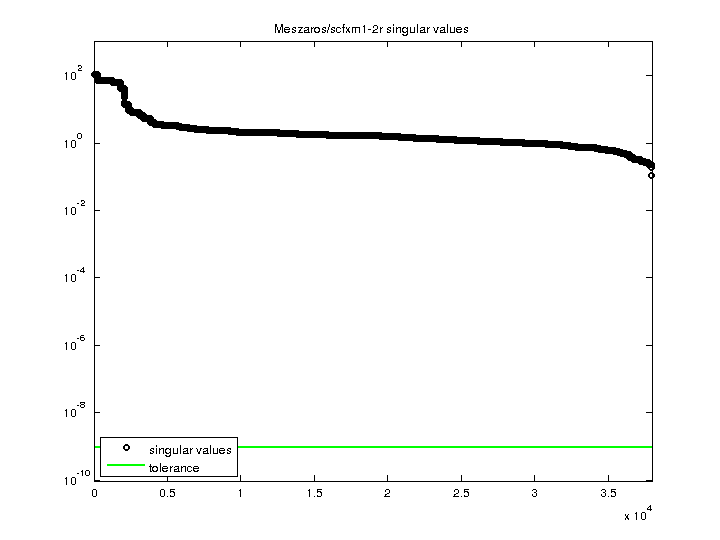 Meszaros/scfxm1-2r singular values
10^2
10^0
10^-2
10^-4
10^-6
10^-8
10^-10
singular values
tolerance
0 0.5 1 1.5 2 2.5 3 3.5
x 10^4